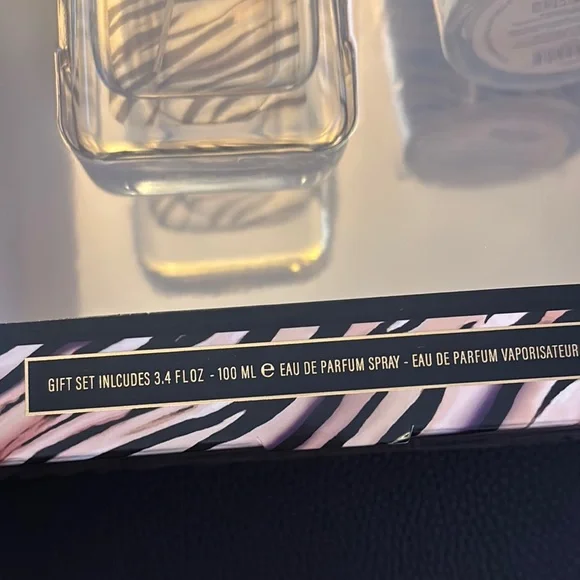 GIFT SET INLCUDES 3.4 FL OZ - 100 ML ℮ EAU DE PARFUM SPRAY - EAU DE PARFUM VAPORISATEUR